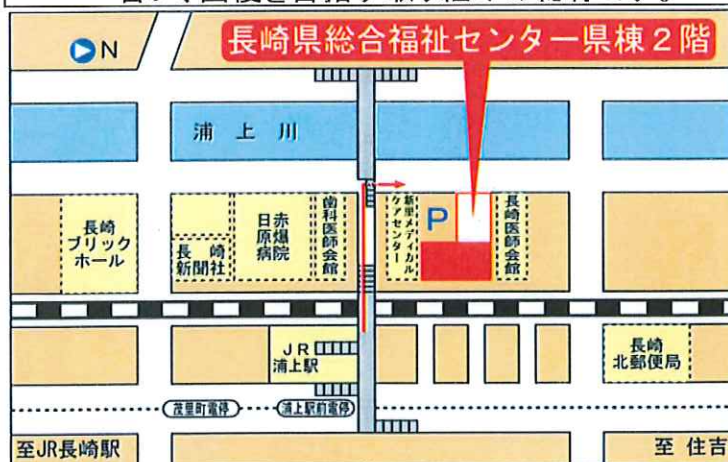 N
長崎県総合福祉センター県棟2階
浦上川
長崎
ブリック
ホール
長崎
新聞社
日赤
原爆
病院
歯科医師会館
新里メディカル
ケアセンター
P
長崎医師会館
JR
浦上駅
長崎
北郵便局
茂里町電停
浦上駅前電停
至JR長崎駅
至 住吉